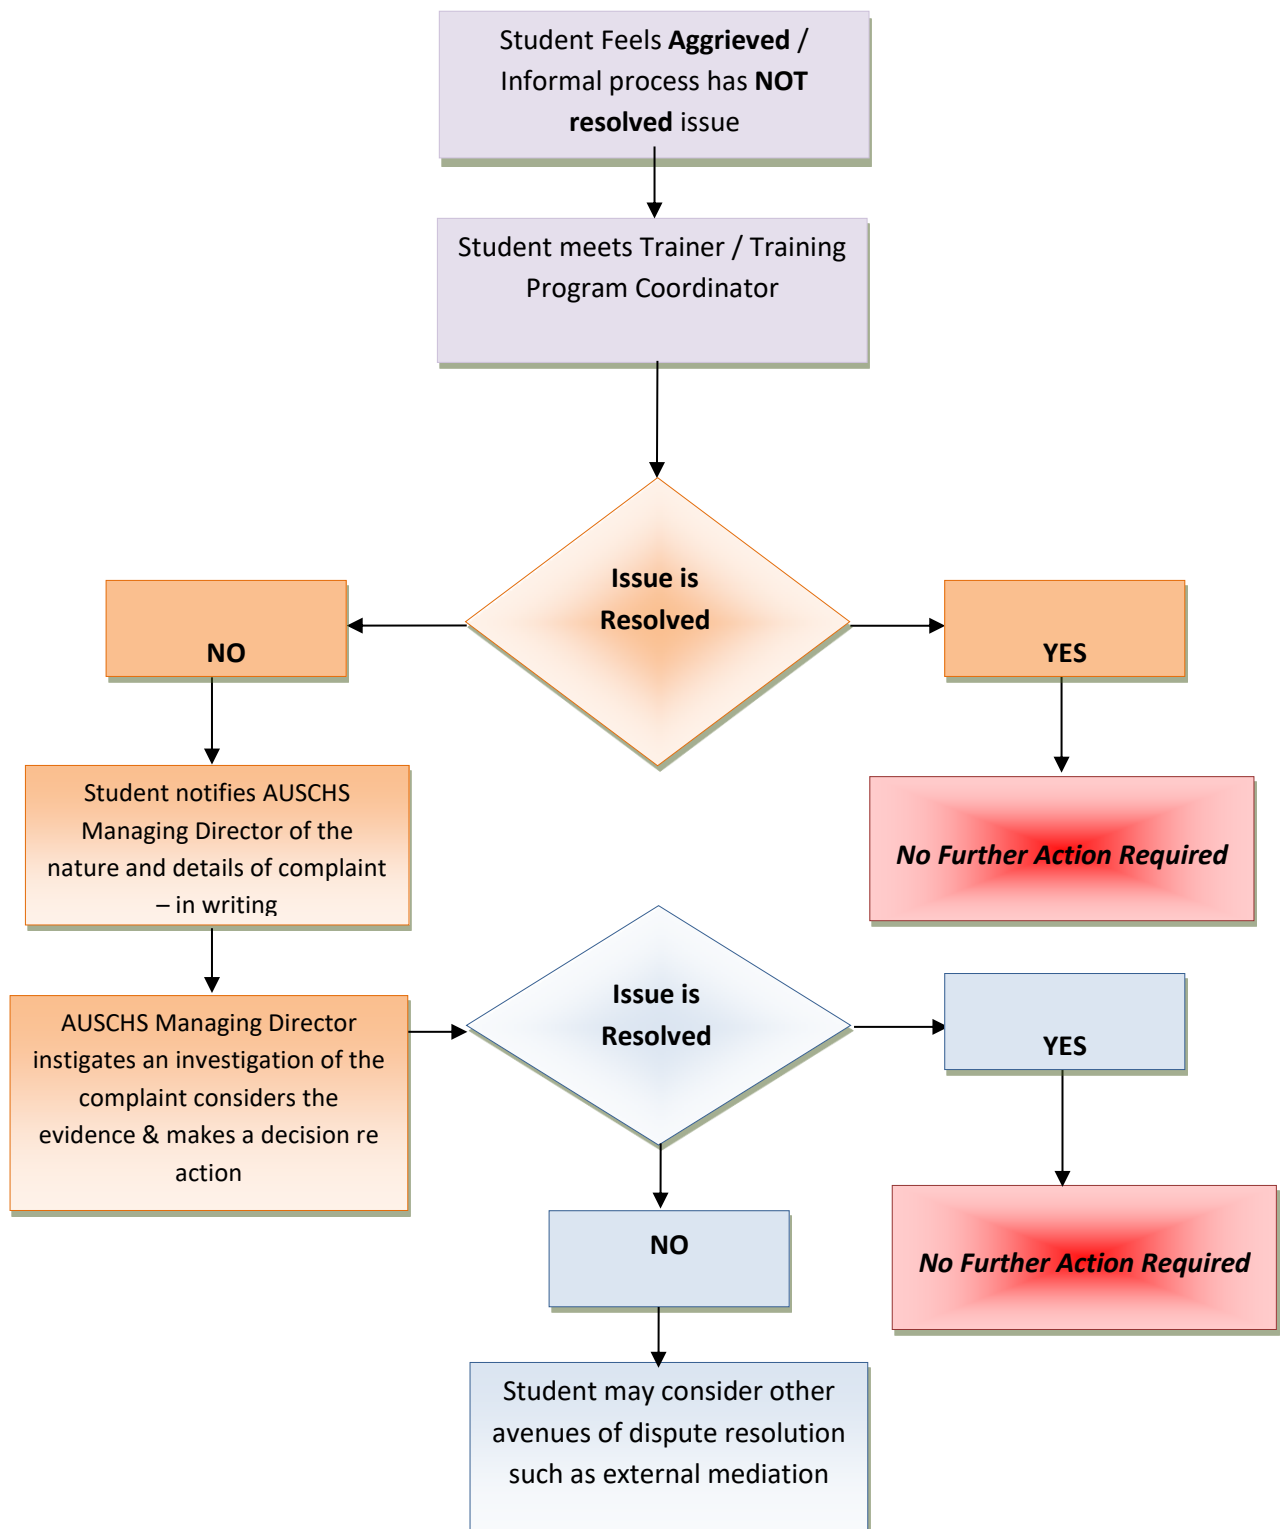 Student Feels Aggrieved /
Informal process has NOT
resolved issue
Student meets Trainer / Training
Program Coordinator
Issue is
Resolved
NO
YES
Student notifies AUSCHS
Managing Director of the
nature and details of complaint
– in writing
No Further Action Required
AUSCHS Managing Director
instigates an investigation of the
complaint considers the
evidence & makes a decision re
action
Issue is
Resolved
YES
NO
No Further Action Required
Student may consider other
avenues of dispute resolution
such as external mediation